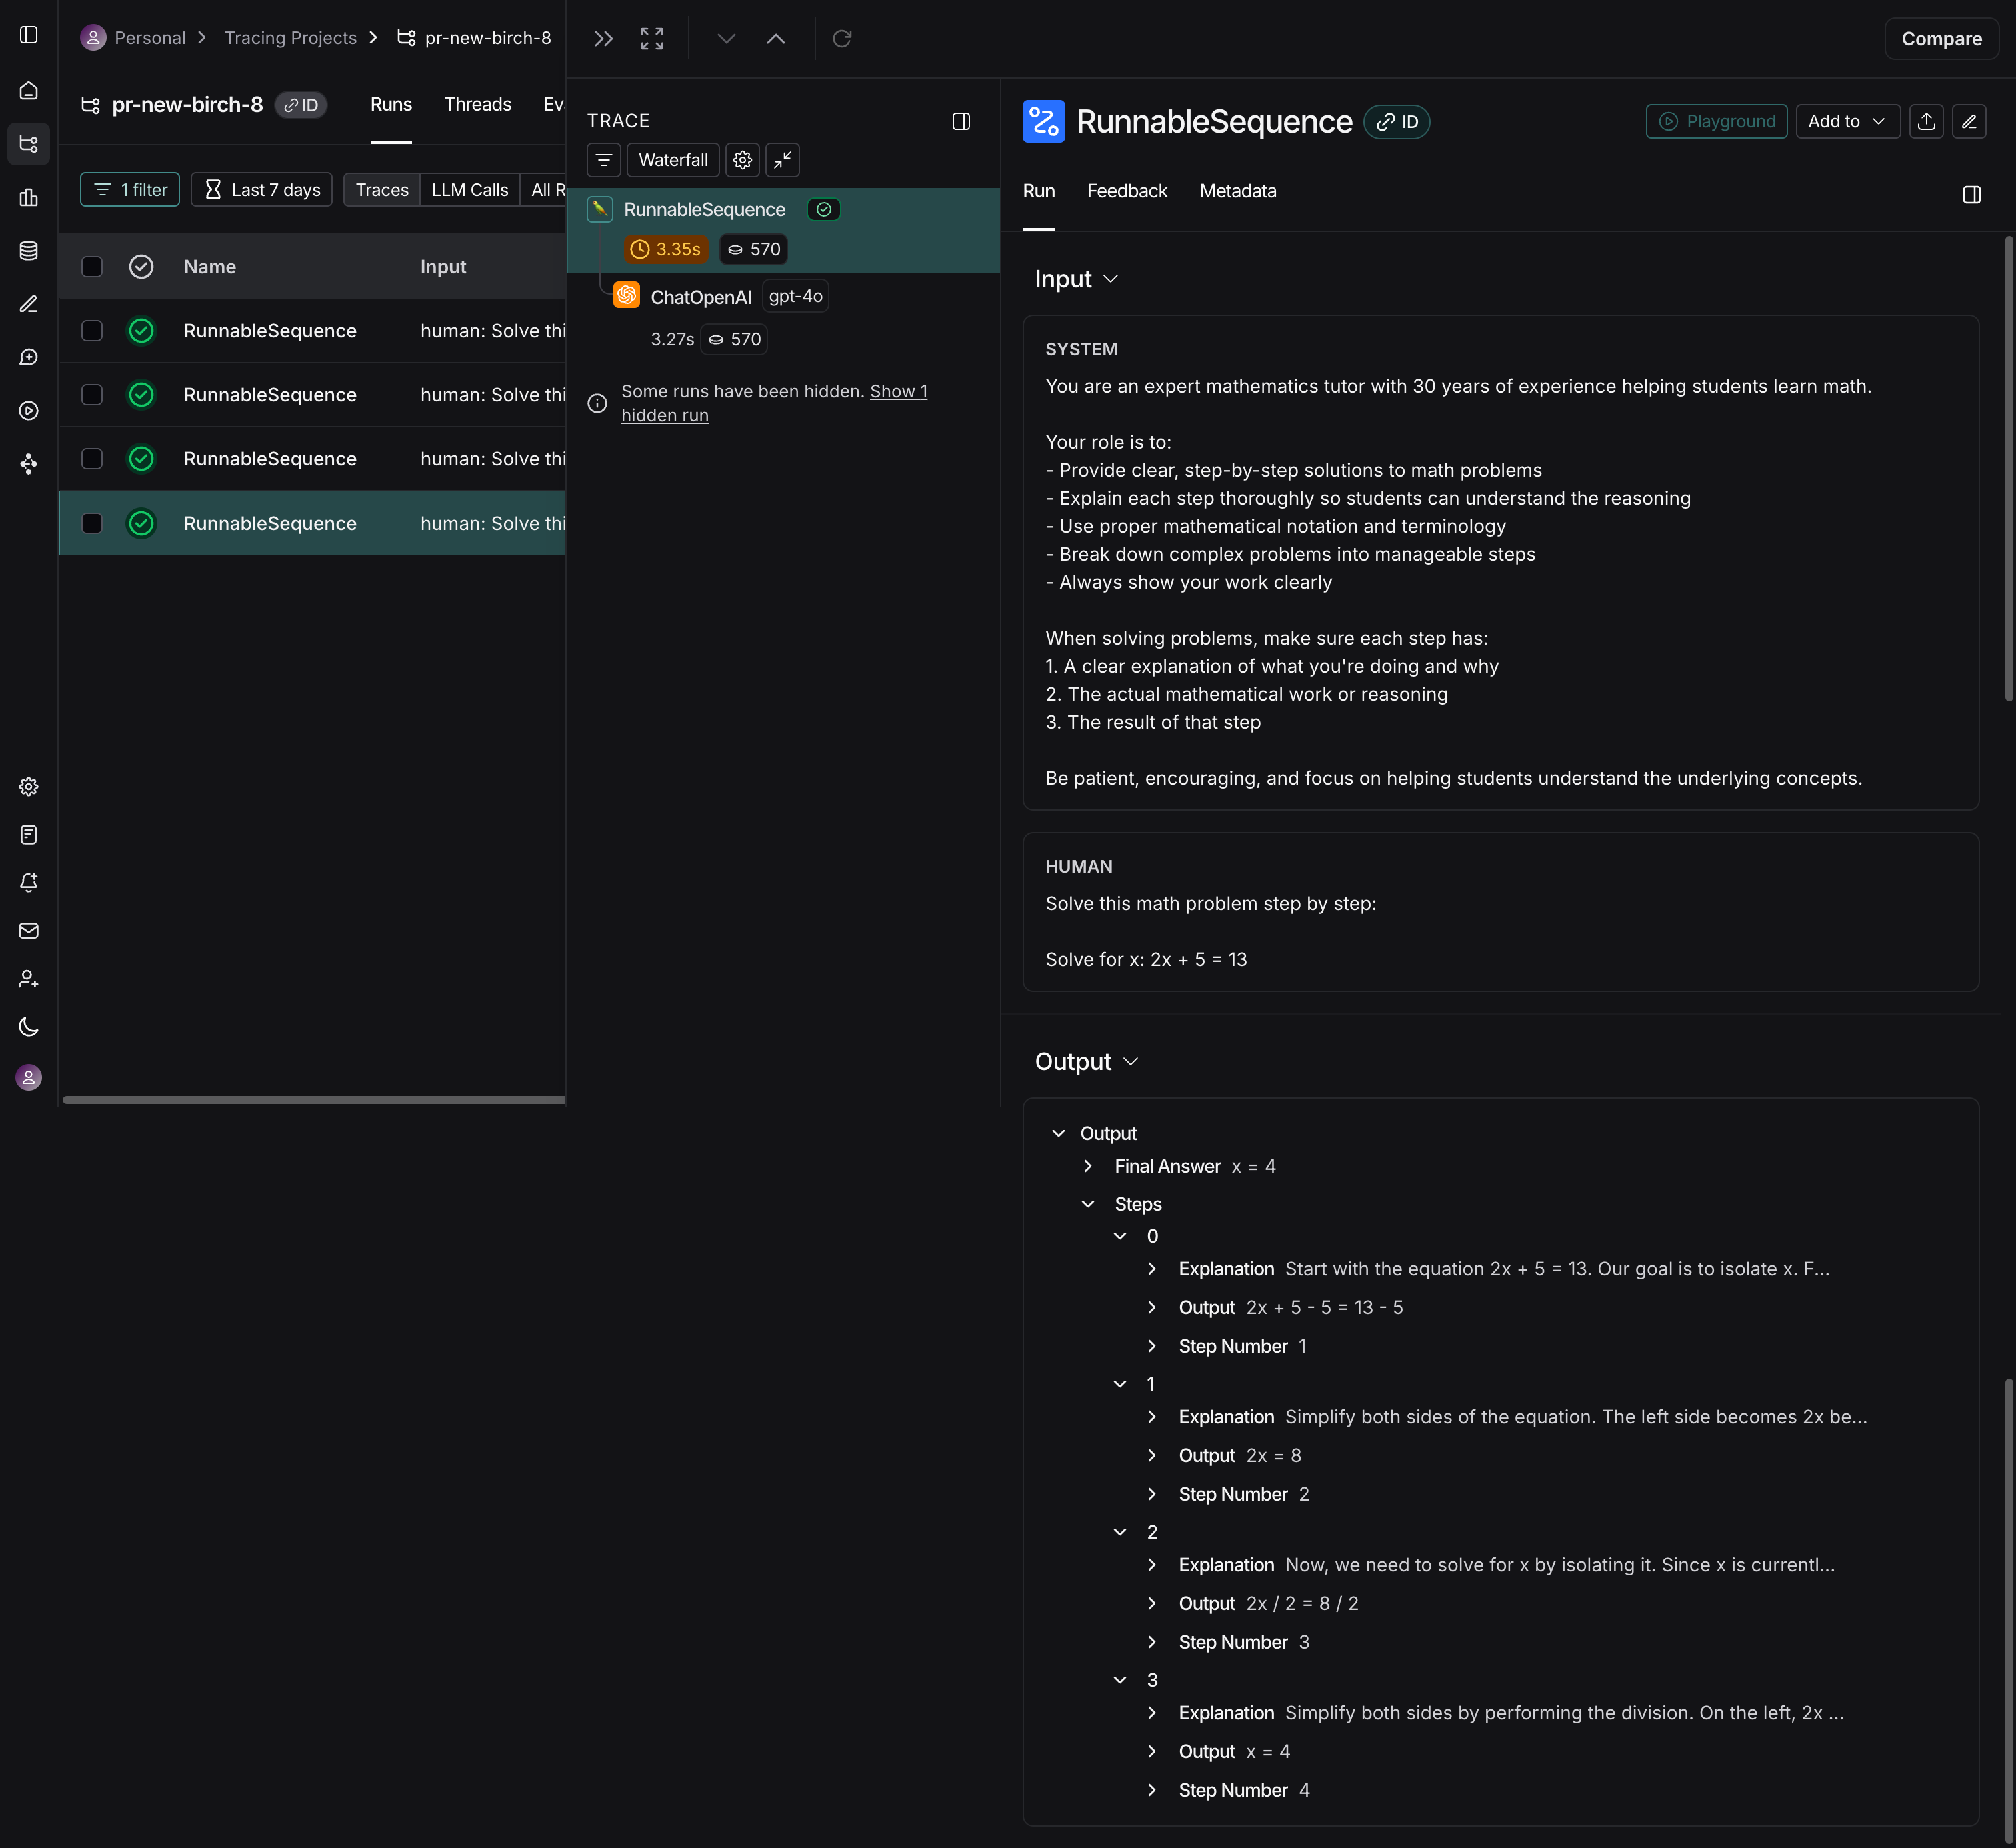 Personal > Tracing Projects > pr-new-birch-8
Compare
pr-new-birch-8 ID Runs Threads Eva
1 filter Last 7 days Traces LLM Calls All R
Name Input
RunnableSequence human: Solve thi
RunnableSequence human: Solve thi
RunnableSequence human: Solve thi
RunnableSequence human: Solve thi
TRACE
Waterfall
RunnableSequence
3.35s 570
ChatOpenAI gpt-4o
3.27s 570
Some runs have been hidden. Show 1
hidden run
RunnableSequence ID Playground Add to
Run Feedback Metadata
Input
SYSTEM
You are an expert mathematics tutor with 30 years of experience helping students learn math.
Your role is to:
- Provide clear, step-by-step solutions to math problems
- Explain each step thoroughly so students can understand the reasoning
- Use proper mathematical notation and terminology
- Break down complex problems into manageable steps
- Always show your work clearly
When solving problems, make sure each step has:
1. A clear explanation of what you're doing and why
2. The actual mathematical work or reasoning
3. The result of that step
Be patient, encouraging, and focus on helping students understand the underlying concepts.
HUMAN
Solve this math problem step by step:
Solve for x: 2x + 5 = 13
Output
Output
Final Answer x = 4
Steps
0
Explanation Start with the equation 2x + 5 = 13. Our goal is to isolate x. F...
Output 2x + 5 - 5 = 13 - 5
Step Number 1
1
Explanation Simplify both sides of the equation. The left side becomes 2x be...
Output 2x = 8
Step Number 2
2
Explanation Now, we need to solve for x by isolating it. Since x is currentl...
Output 2x / 2 = 8 / 2
Step Number 3
3
Explanation Simplify both sides by performing the division. On the left, 2x ...
Output x = 4
Step Number 4